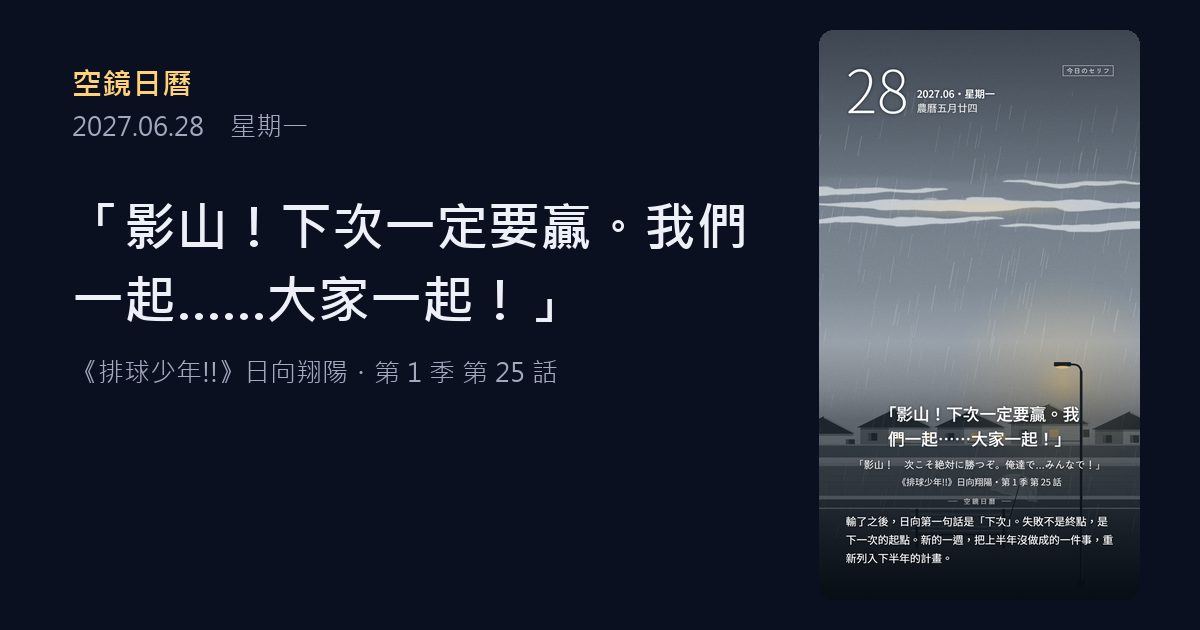 空鏡日曆
2027.06.28 星期一
「影山！下次一定要贏。我們
一起……大家一起！」
《排球少年!!》日向翔陽・第 1 季 第 25 話
今日のセリフ
28
2027.06・星期一
農曆五月廿四
「影山！下次一定要贏。我
們一起……大家一起！」
「影山！ 次こそ絶対に勝つぞ。俺達で…みんなで！」
《排球少年!!》日向翔陽・第 1 季 第 25 話
— 空鏡日曆 —
輸了之後，日向第一句話是「下次」。失敗不是終點，是
下一次的起點。新的一週，把上半年沒做成的一件事，重
新列入下半年的計畫。